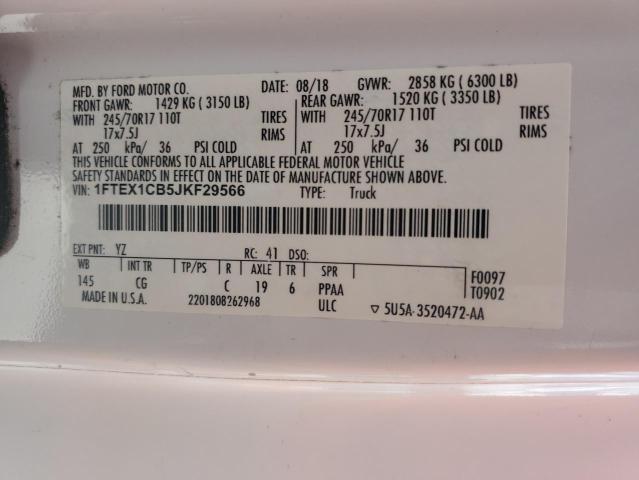 MFD. BY FORD MOTOR CO. DATE: 08/18 GVWR: 2858 KG ( 6300 LB)
FRONT GAWR: 1429 KG ( 3150 LB) REAR GAWR: 1520 KG ( 3350 LB)
WITH 245/70R17 110T TIRES WITH 245/70R17 110T TIRES
17x7.5J RIMS 17x7.5J RIMS
AT 250 kPa/ 36 PSI COLD AT 250 kPa/ 36 PSI COLD
THIS VEHICLE CONFORMS TO ALL APPLICABLE FEDERAL MOTOR VEHICLE
SAFETY STANDARDS IN EFFECT ON THE DATE OF MANUFACTURE SHOWN ABOVE.
VIN: 1FTEX1CB5JKF29566 TYPE: Truck
EXT PNT: YZ RC: 41 DSO:
WB INT TR TP/PS R AXLE TR SPR F0097
145 CG C 19 6 PPAA T0902
MADE IN U.S.A. 2201808262968 ULC ▽ 5U5A-3520472-AA